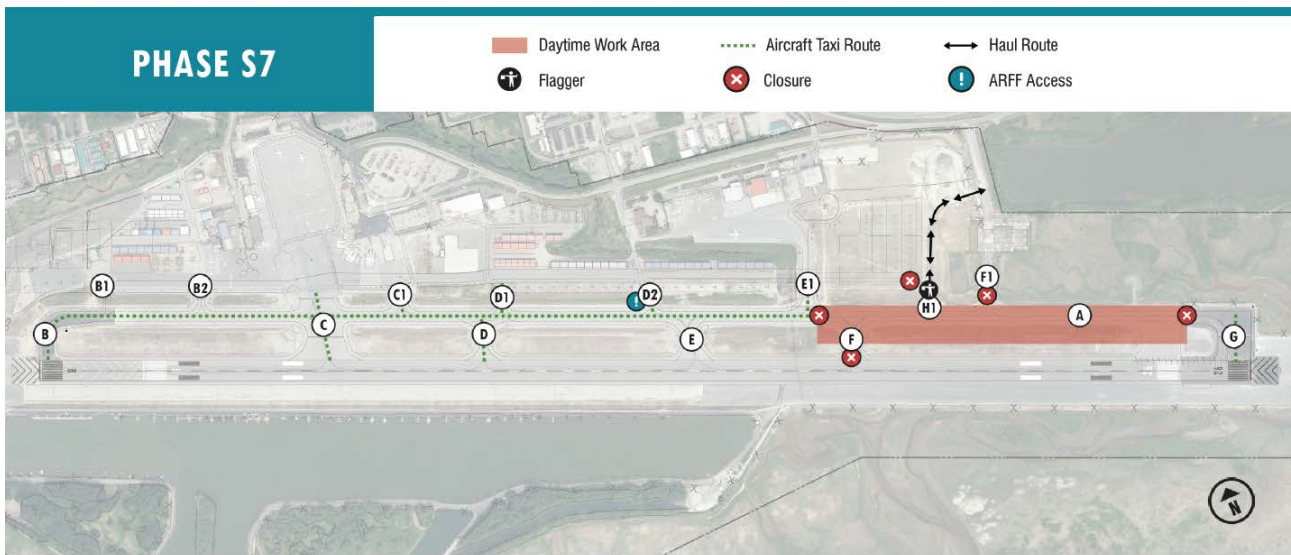 PHASE S7
Daytime Work Area
Aircraft Taxi Route
Haul Route
Flagger
Closure
ARFF Access
B1
B2
C1
D1
D2
E1
F1
H1
A
B
C
D
E
F
G
26
N